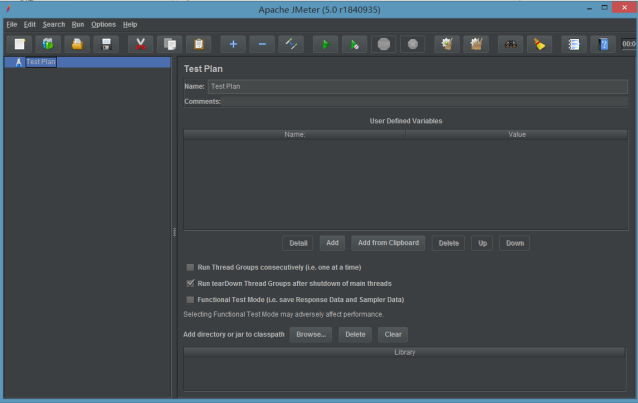 Apache JMeter (5.0 r1840935)
File Edit Search Run Options Help
00:0
Test Plan
Test Plan
Name: Test Plan
Comments:
User Defined Variables
Name: Value
Detail Add Add from Clipboard Delete Up Down
Run Thread Groups consecutively (i.e. one at a time)
Run tearDown Thread Groups after shutdown of main threads
Functional Test Mode (i.e. save Response Data and Sampler Data)
Selecting Functional Test Mode may adversely affect performance.
Add directory or jar to classpath Browse... Delete Clear
Library